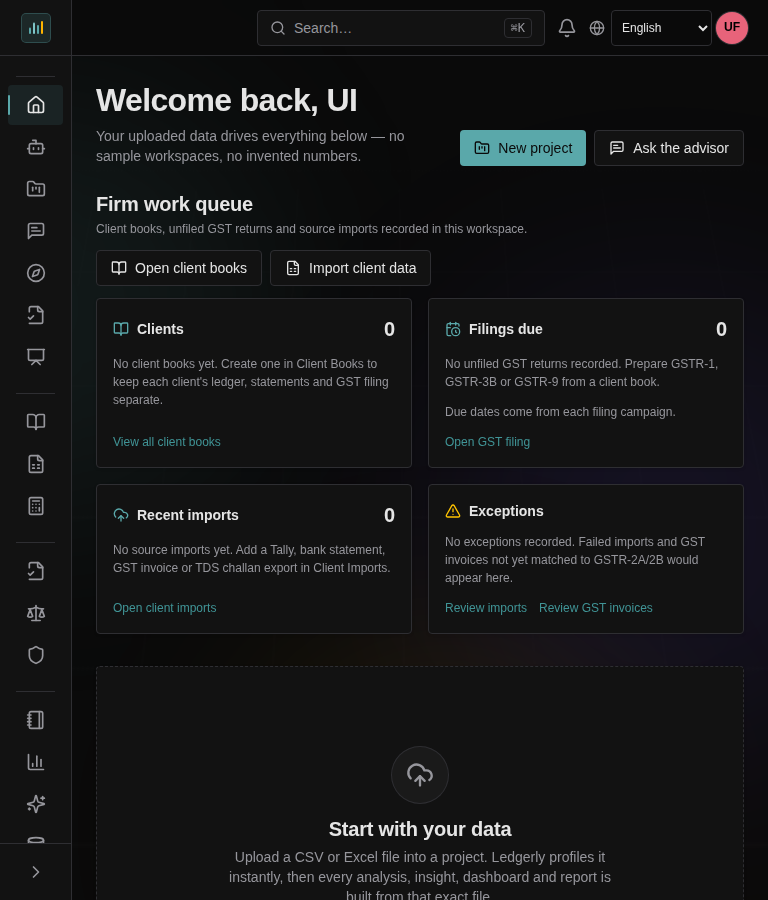 Search…
⌘K
English
UF
Welcome back, UI
Your uploaded data drives everything below — no
sample workspaces, no invented numbers.
New project
Ask the advisor
Firm work queue
Client books, unfiled GST returns and source imports recorded in this workspace.
Open client books
Import client data
Clients
0
No client books yet. Create one in Client Books to
keep each client's ledger, statements and GST filing
separate.
View all client books
Filings due
0
No unfiled GST returns recorded. Prepare GSTR-1,
GSTR-3B or GSTR-9 from a client book.
Due dates come from each filing campaign.
Open GST filing
Recent imports
0
No source imports yet. Add a Tally, bank statement,
GST invoice or TDS challan export in Client Imports.
Open client imports
Exceptions
No exceptions recorded. Failed imports and GST
invoices not yet matched to GSTR-2A/2B would
appear here.
Review imports
Review GST invoices
Start with your data
Upload a CSV or Excel file into a project. Ledgerly profiles it
instantly, then every analysis, insight, dashboard and report is
built from that exact file.